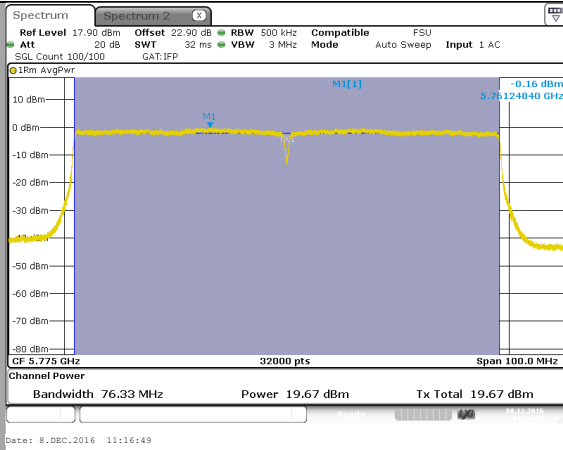 Spectrum Spectrum 2 X
Ref Level 17.90 dBm Offset 22.90 dB RBW 500 kHz Compatible FSU
Att 20 dB SWT 32 ms VBW 3 MHz Mode Auto Sweep Input 1 AC
SGL Count 100/100 GAT:IFP
1Rm AvgPwr
M1[1] -0.16 dBm
5.76124840 GHz
10 dBm
M1
0 dBm
-10 dBm
-20 dBm
-30 dBm
-40 dBm
-50 dBm
-60 dBm
-70 dBm
-80 dBm
CF 5.775 GHz 32000 pts Span 100.0 MHz
Channel Power
Bandwidth 76.33 MHz Power 19.67 dBm Tx Total 19.67 dBm
Ready 08.12.2016
Date: 8.DEC.2016 11:16:49